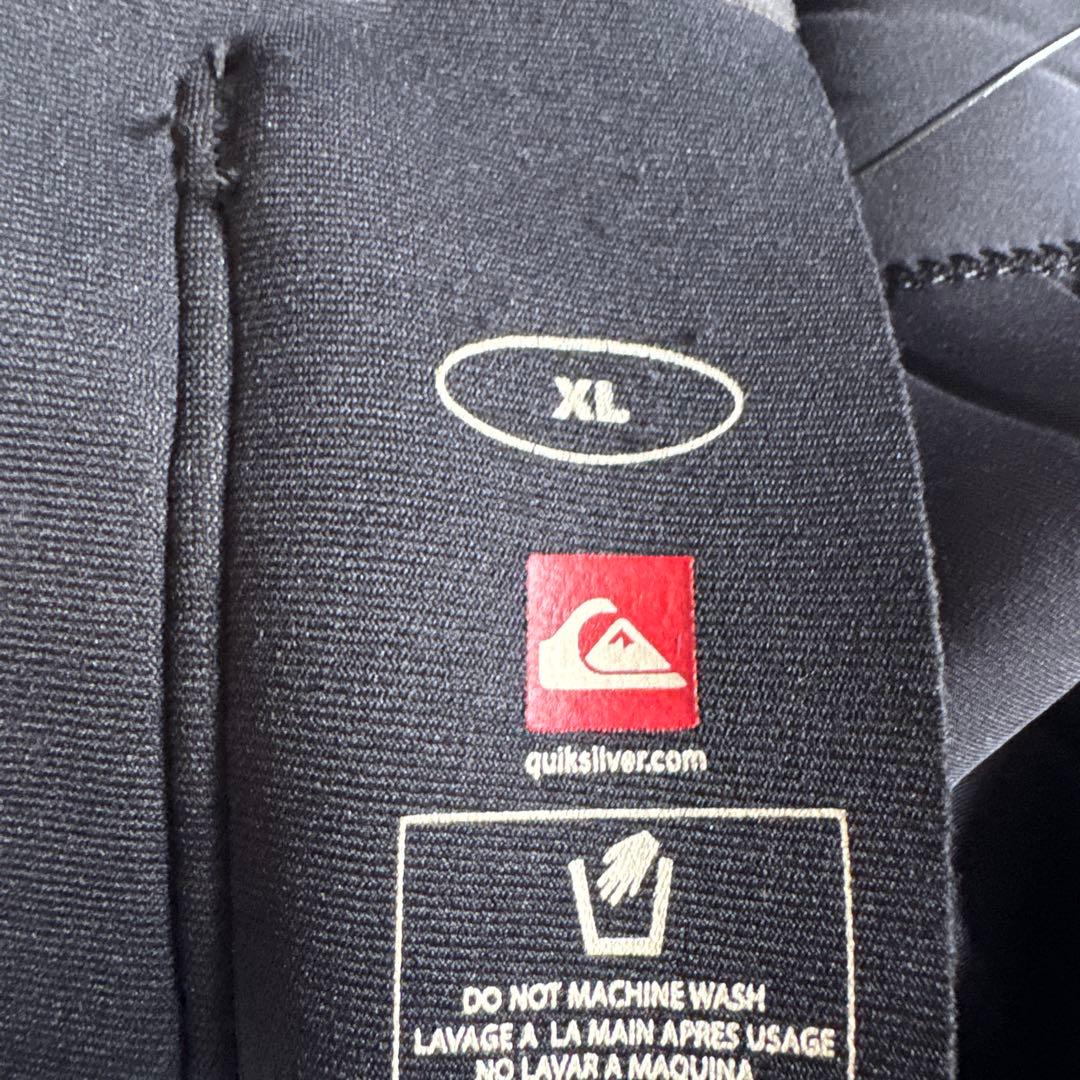 XL
quiksilver.com
DO NOT MACHINE WASH
LAVAGE A LA MAIN APRES USAGE
NO LAVAR A MAQUINA